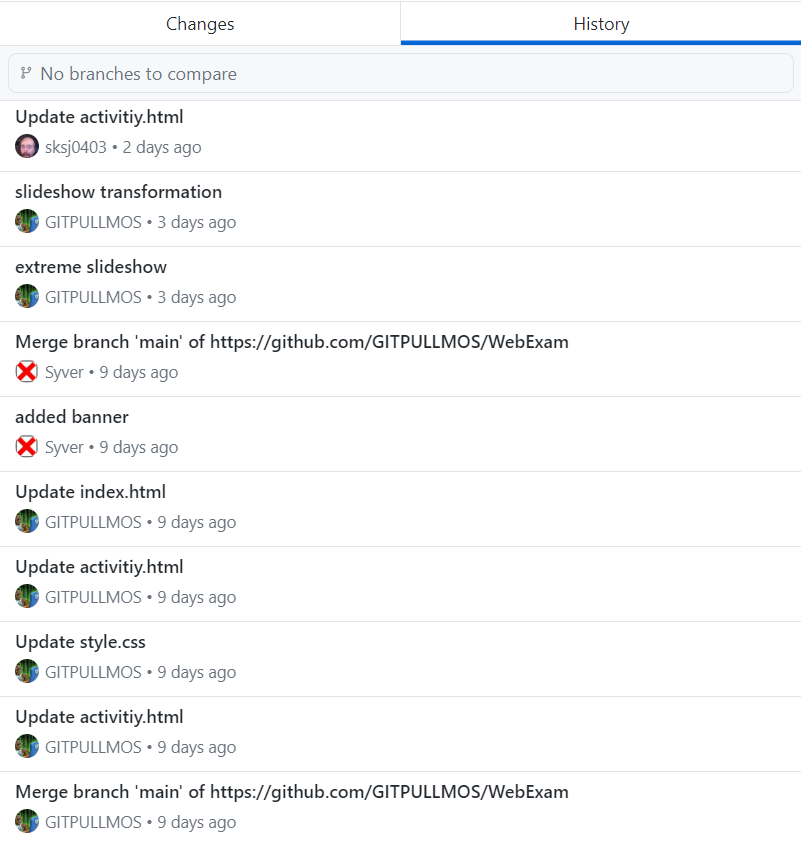 Changes
History
No branches to compare
Update activitiy.html
sksj0403 • 2 days ago
slideshow transformation
GITPULLMOS • 3 days ago
extreme slideshow
GITPULLMOS • 3 days ago
Merge branch 'main' of https://github.com/GITPULLMOS/WebExam
Syver • 9 days ago
added banner
Syver • 9 days ago
Update index.html
GITPULLMOS • 9 days ago
Update activitiy.html
GITPULLMOS • 9 days ago
Update style.css
GITPULLMOS • 9 days ago
Update activitiy.html
GITPULLMOS • 9 days ago
Merge branch 'main' of https://github.com/GITPULLMOS/WebExam
GITPULLMOS • 9 days ago